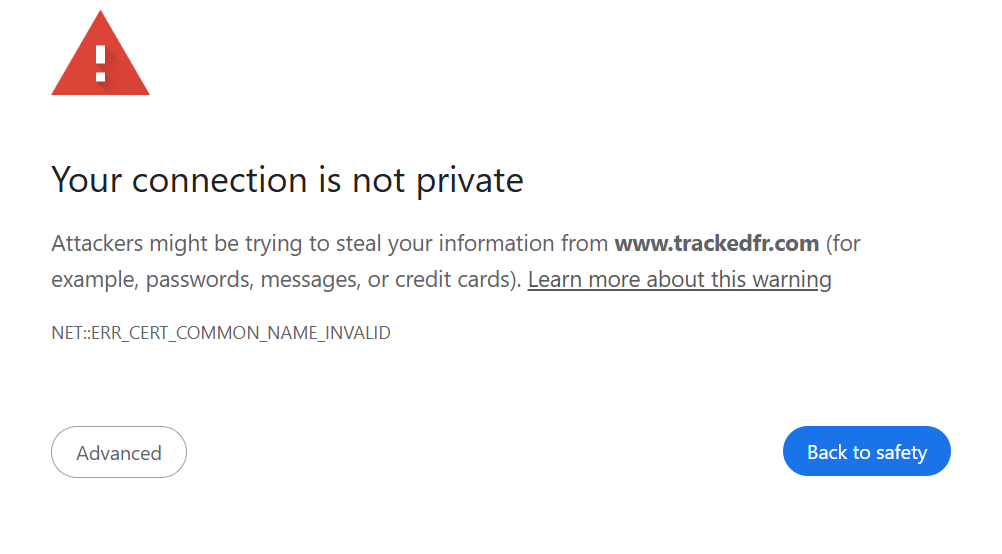 Your connection is not private
Attackers might be trying to steal your information from www.trackedfr.com (for
example, passwords, messages, or credit cards). Learn more about this warning
NET::ERR_CERT_COMMON_NAME_INVALID
Advanced
Back to safety